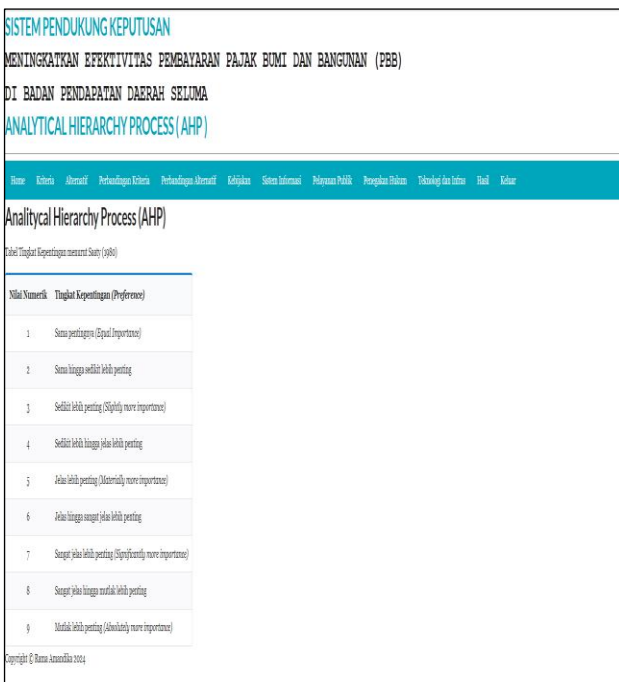 SISTEM PENDUKUNG KEPUTUSAN
MENINGKATKAN EFEKTIVITAS PEMBAYARAN PAJAK BUMI DAN BANGUNAN (PBB)
DI BADAN PENDAPATAN DAERAH SELUMA
ANALYTICAL HIERARCHY PROCESS ( AHP )
Home Kriteria Alternatif Perbandingan Kriteria Perbandingan Alternatif Kebijakan Sistem Informasi Pelayanan Publik Penegakan Hukum Teknologi dan Infras Hasil Keluar
Analitycal Hierarchy Process (AHP)
Tabel Tingkat Kepentingan menurut Saaty (1980)
Nilai Numerik Tingkat Kepentingan (Preference)
1 Sama pentingnya (Equal Importance)
2 Sama hingga sedikit lebih penting
3 Sedikit lebih penting (Slightly more importance)
4 Sedikit lebih hingga jelas lebih penting
5 Jelas lebih penting (Materially more importance)
6 Jelas hingga sangat jelas lebih penting
7 Sangat jelas lebih penting (Significantly more importance)
8 Sangat jelas hingga mutlak lebih penting
9 Mutlak lebih penting (Absolutely more importance)
Copyright © Rama Amandika 2024